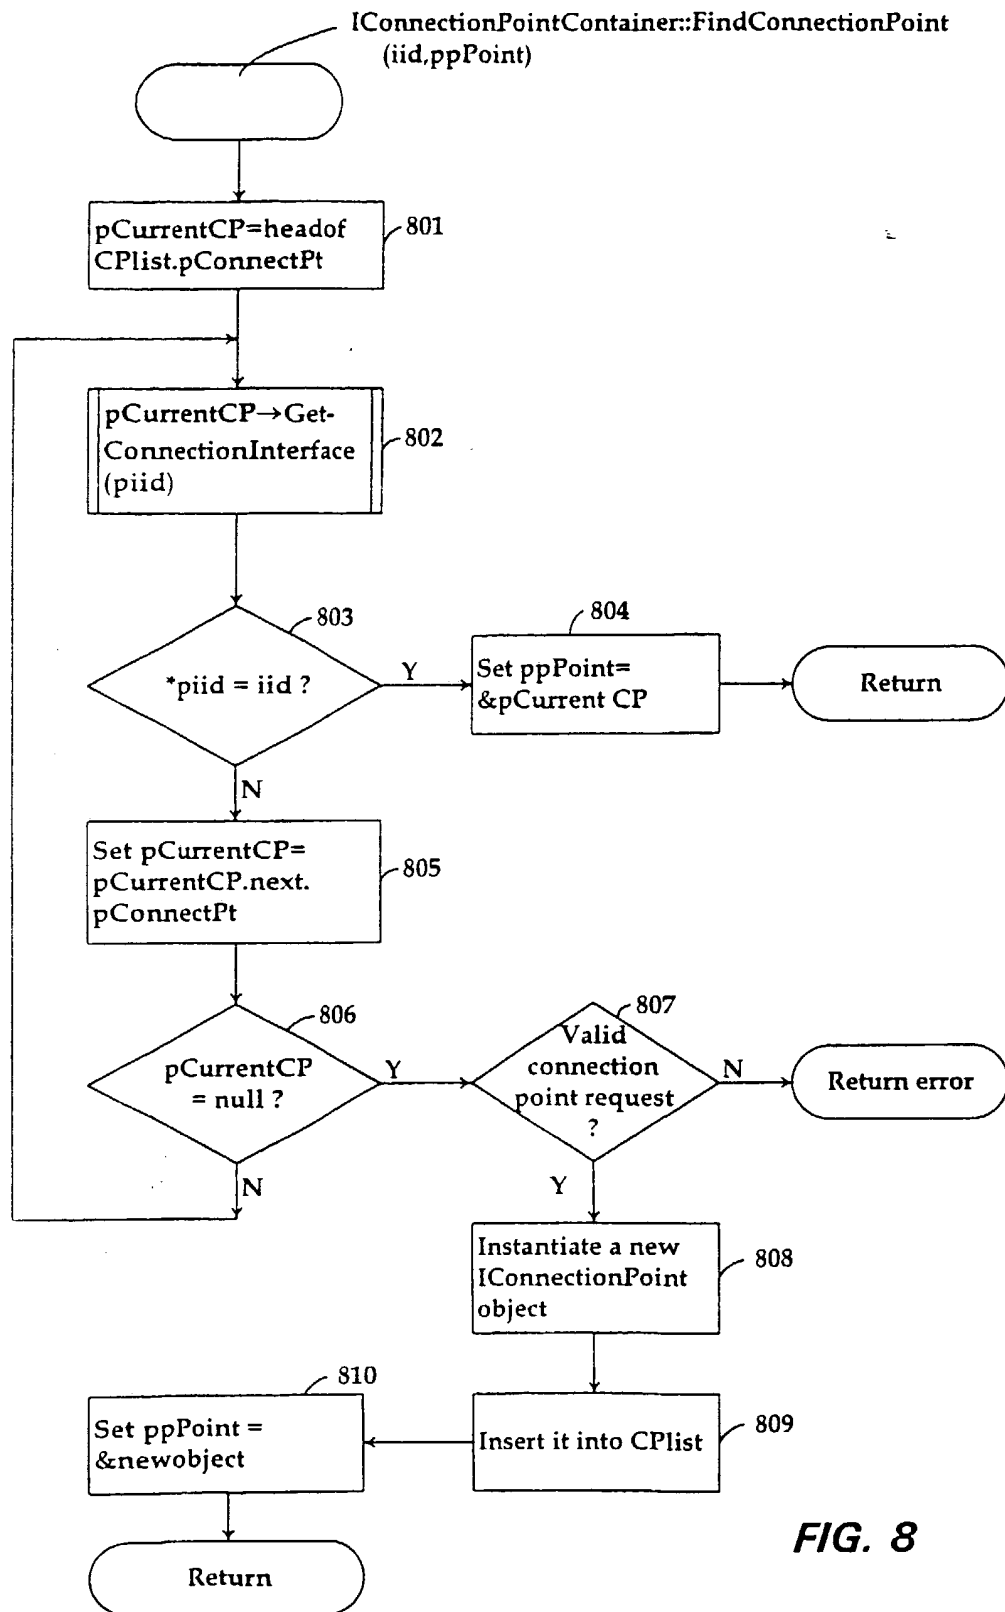 IConnectionPointContainer::FindConnectionPoint
(iid,ppPoint)
pCurrentCP=headof
CPlist.pConnectPt
801
pCurrentCP→Get-
ConnectionInterface
(piid)
802
*piid = iid ?
803
Y
Set ppPoint=
&pCurrent CP
804
Return
N
Set pCurrentCP=
pCurrentCP.next.
pConnectPt
805
pCurrentCP
= null ?
806
Y
N
Valid
connection
point request
?
807
N
Return error
Y
Instantiate a new
IConnectionPoint
object
808
Insert it into CPlist
809
Set ppPoint =
&newobject
810
Return
FIG. 8